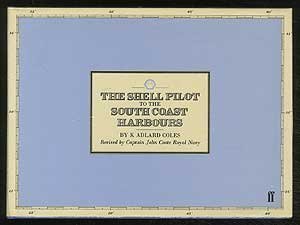 THE SHELL PILOT
TO THE
SOUTH COAST
HARBOURS
BY K ADLARD COLES
Revised by Captain John Coote Royal Navy
ff